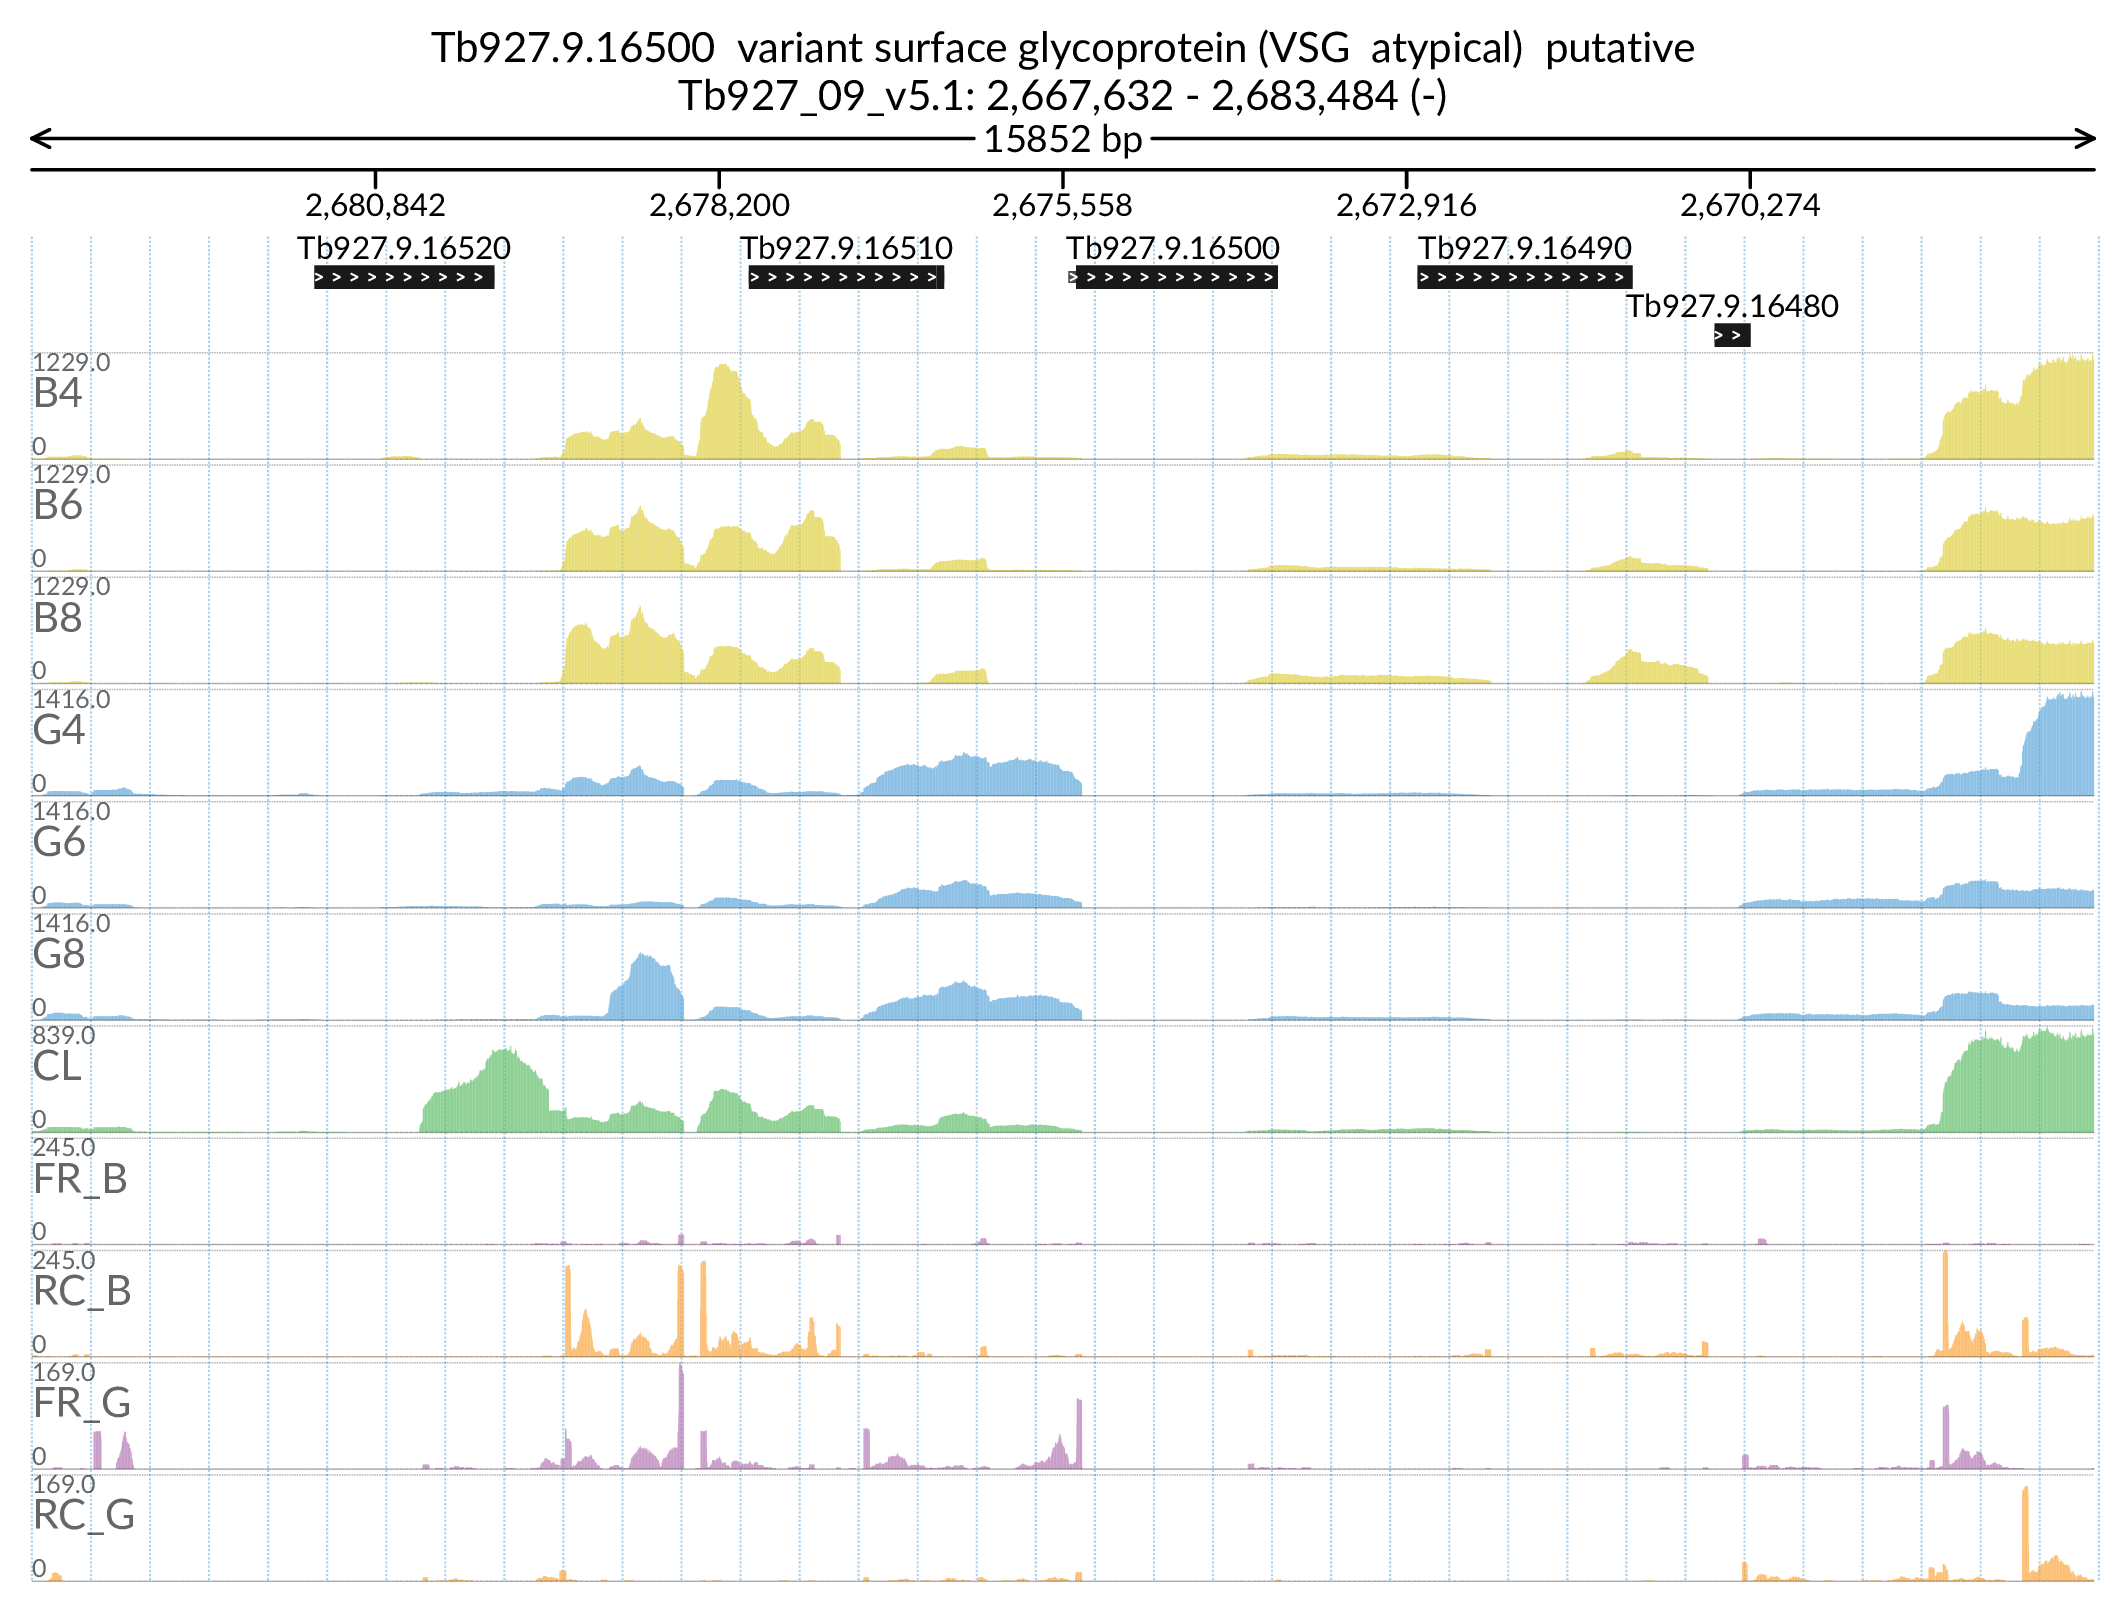 Tb927.9.16500  variant surface glycoprotein (VSG  atypical)  putative
Tb927_09_v5.1: 2,667,632 - 2,683,484 (-)
15852 bp
2,680,842 2,678,200 2,675,558 2,672,916 2,670,274
Tb927.9.16520 Tb927.9.16510 Tb927.9.16500 Tb927.9.16490
Tb927.9.16480
1229.0
B4
0
1229.0
B6
0
1229.0
B8
0
1416.0
G4
0
1416.0
G6
0
1416.0
G8
0
839.0
CL
0
245.0
FR_B
0
245.0
RC_B
0
169.0
FR_G
0
169.0
RC_G
0